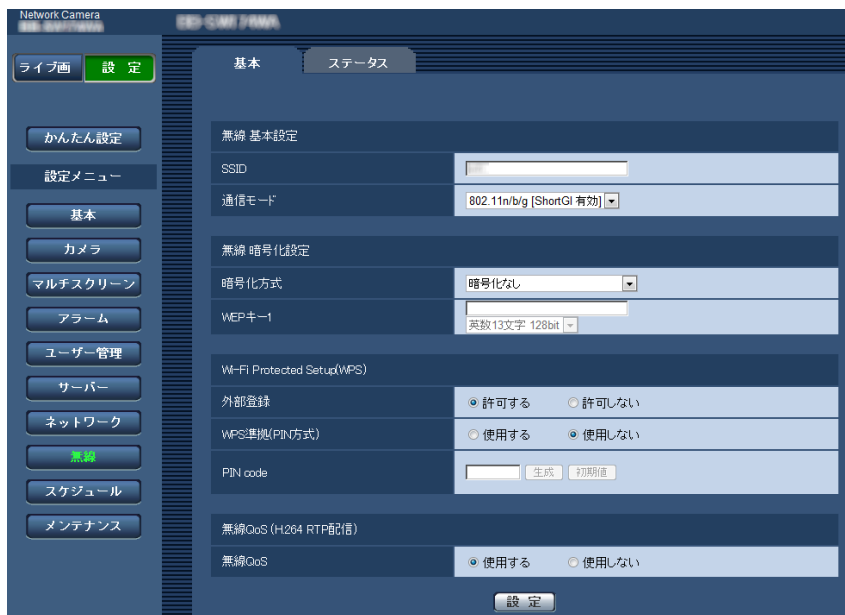 Network Camera
ライブ画 設 定
かんたん設定
設定メニュー
基本
カメラ
マルチスクリーン
アラーム
ユーザー管理
サーバー
ネットワーク
無線
スケジュール
メンテナンス
基本 ステータス
無線 基本設定
SSID
通信モード 802.11n/b/g [ShortGI 有効]
無線 暗号化設定
暗号化方式 暗号化なし
WEPキー1
英数13文字 128bit
Wi-Fi Protected Setup(WPS)
外部登録 許可する 許可しない
WPS準拠(PIN方式) 使用する 使用しない
PIN code 生成 初期値
無線QoS (H.264 RTP配信)
無線QoS 使用する 使用しない
設 定